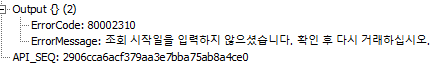 Output {} (2)
ErrorCode: 80002310
ErrorMessage: 조회 시작일을 입력하지 않으셨습니다. 확인 후 다시 거래하십시오.
API_SEQ: 2906cca6acf379aa3e7bba75ab8a4ce0